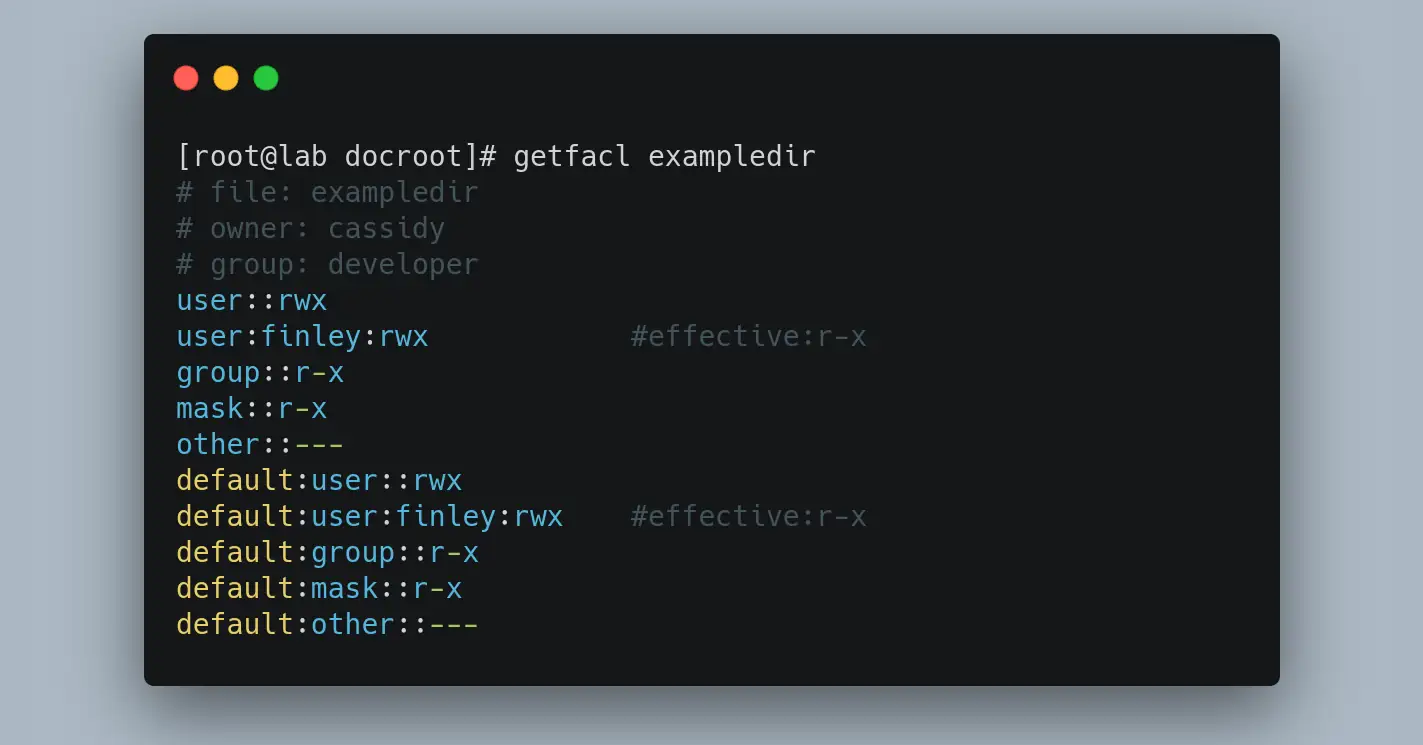 [root@lab docroot]# getfacl exampledir
# file: exampledir
# owner: cassidy
# group: developer
user::rwx
user:finley:rwx            #effective:r-x
group::r-x
mask::r-x
other::---
default:user::rwx
default:user:finley:rwx    #effective:r-x
default:group::r-x
default:mask::r-x
default:other::---